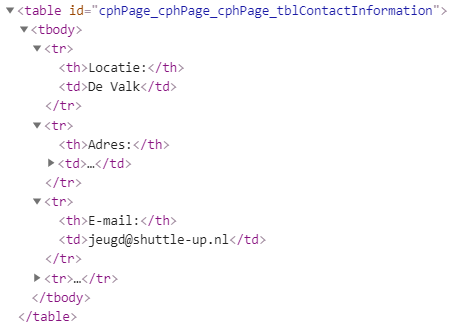 ▼<table id="cphPage_cphPage_cphPage_tblContactInformation">
▼<tbody>
▼<tr>
<th>Locatie:</th>
<td>De Valk</td>
</tr>
▼<tr>
<th>Adres:</th>
▶<td>…</td>
</tr>
▼<tr>
<th>E-mail:</th>
<td>jeugd@shuttle-up.nl</td>
</tr>
▶<tr>…</tr>
</tbody>
</table>